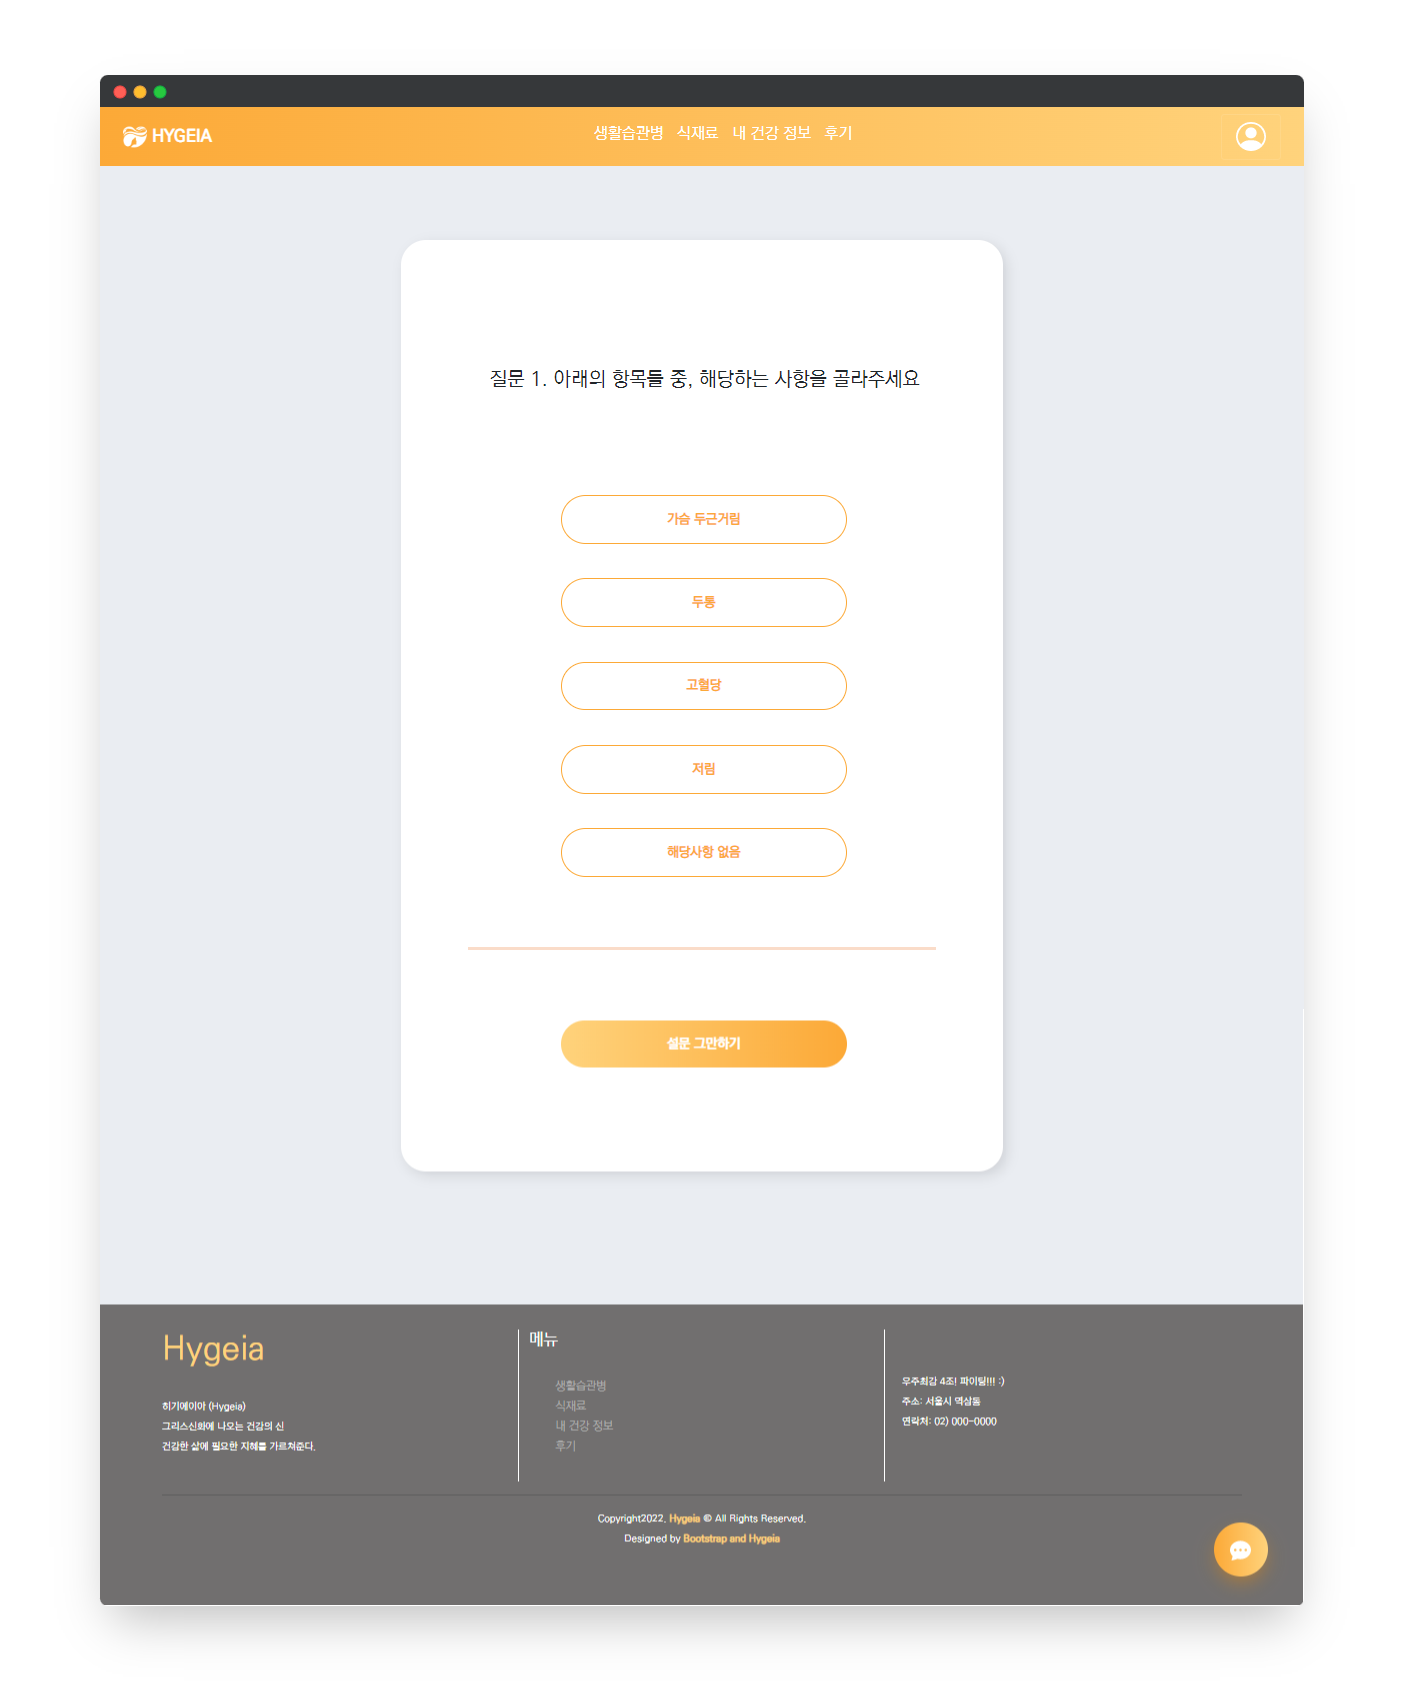 HYGEIA
생활습관병 식재료 내 건강 정보 후기
질문 1. 아래의 항목들 중, 해당하는 사항을 골라주세요
가슴 두근거림
두통
고혈당
저림
해당사항 없음
설문 그만하기
Hygeia
히기에이아 (Hygeia)
그리스신화에 나오는 건강의 신
건강한 삶에 필요한 지혜를 가르쳐준다.
메뉴
생활습관병
식재료
내 건강 정보
후기
우주최강 4조! 파이팅!!! :)
주소: 서울시 역삼동
연락처: 02) 000-0000
Copyright2022. Hygeia © All Rights Reserved.
Designed by Bootstrap and Hygeia